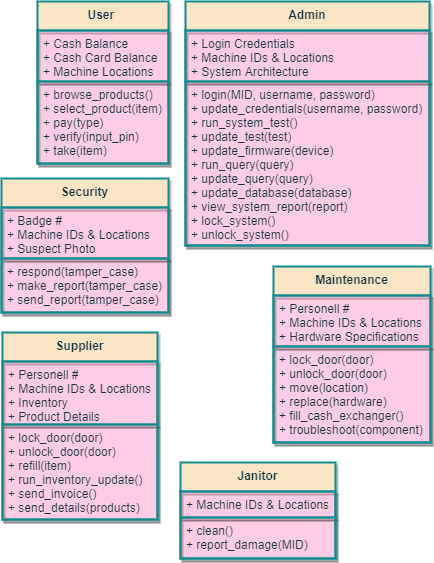 User
+ Cash Balance
+ Cash Card Balance
+ Machine Locations
+ browse_products()
+ select_product(item)
+ pay(type)
+ verify(input_pin)
+ take(item)
Admin
+ Login Credentials
+ Machine IDs & Locations
+ System Architecture
+ login(MID, username, password)
+ update_credentials(username, password)
+ run_system_test()
+ update_test(test)
+ update_firmware(device)
+ run_query(query)
+ update_query(query)
+ update_database(database)
+ view_system_report(report)
+ lock_system()
+ unlock_system()
Security
+ Badge #
+ Machine IDs & Locations
+ Suspect Photo
+ respond(tamper_case)
+ make_report(tamper_case)
+ send_report(tamper_case)
Maintenance
+ Personell #
+ Machine IDs & Locations
+ Hardware Specifications
+ lock_door(door)
+ unlock_door(door)
+ move(location)
+ replace(hardware)
+ fill_cash_exchanger()
+ troubleshoot(component)
Supplier
+ Personell #
+ Machine IDs & Locations
+ Inventory
+ Product Details
+ lock_door(door)
+ unlock_door(door)
+ refill(item)
+ run_inventory_update()
+ send_invoice()
+ send_details(products)
Janitor
+ Machine IDs & Locations
+ clean()
+ report_damage(MID)